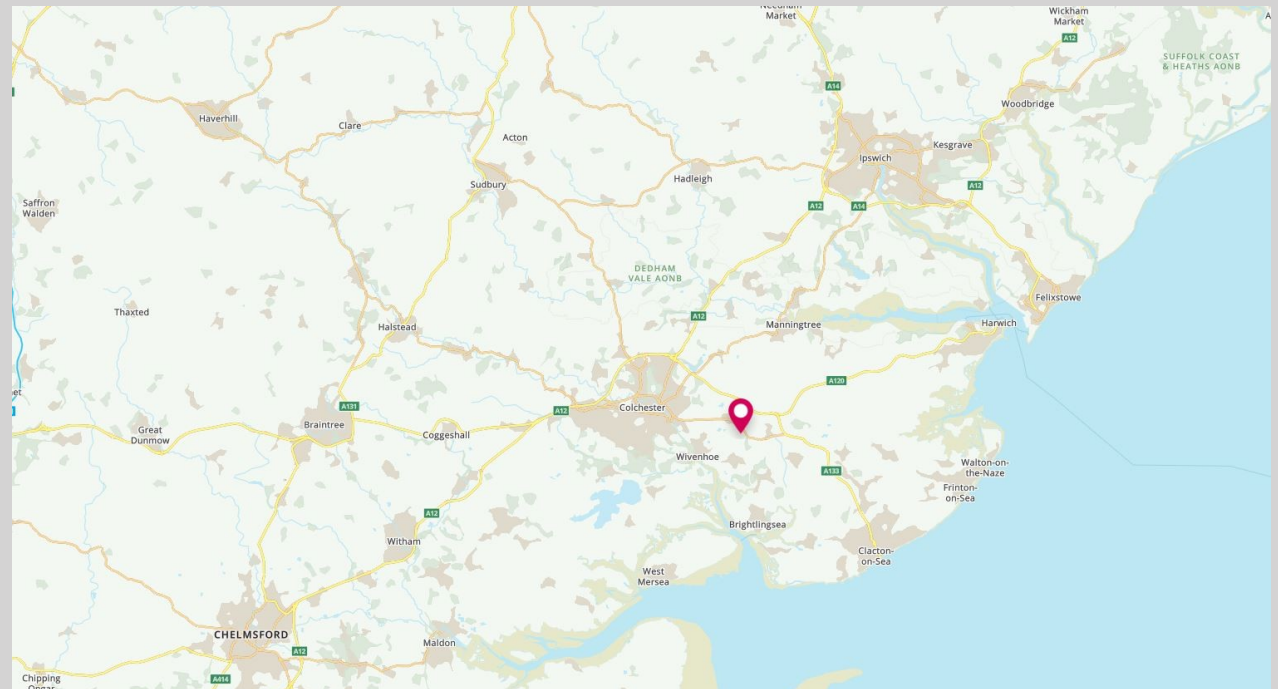 Market
Wickham
Market
A12
SUFFOLK COAST
& HEATHS AONB
A14
Woodbridge
Haverhill
Clare
Acton
Kesgrave
Ipswich
Sudbury
Hadleigh
A12
Saffron
Walden
A12
A14
DEDHAM
VALE AONB
Felixstowe
Thaxted
A12
Halstead
Manningtree
Harwich
A120
A131
A12
Colchester
Braintree
Great
Dunmow
Coggeshall
Wivenhoe
A133
Walton-on-
the-Naze
Frinton-
on-Sea
A12
Brightlingsea
Witham
Clacton-
on-Sea
West
Mersea
CHELMSFORD
Maldon
A12
Chipping
A414